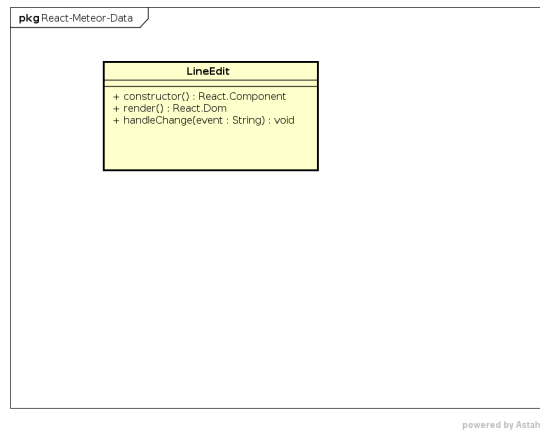 pkg React-Meteor-Data
LineEdit
+ constructor() : React.Component
+ render() : React.Dom
+ handleChange(event : String) : void
powered by Astah